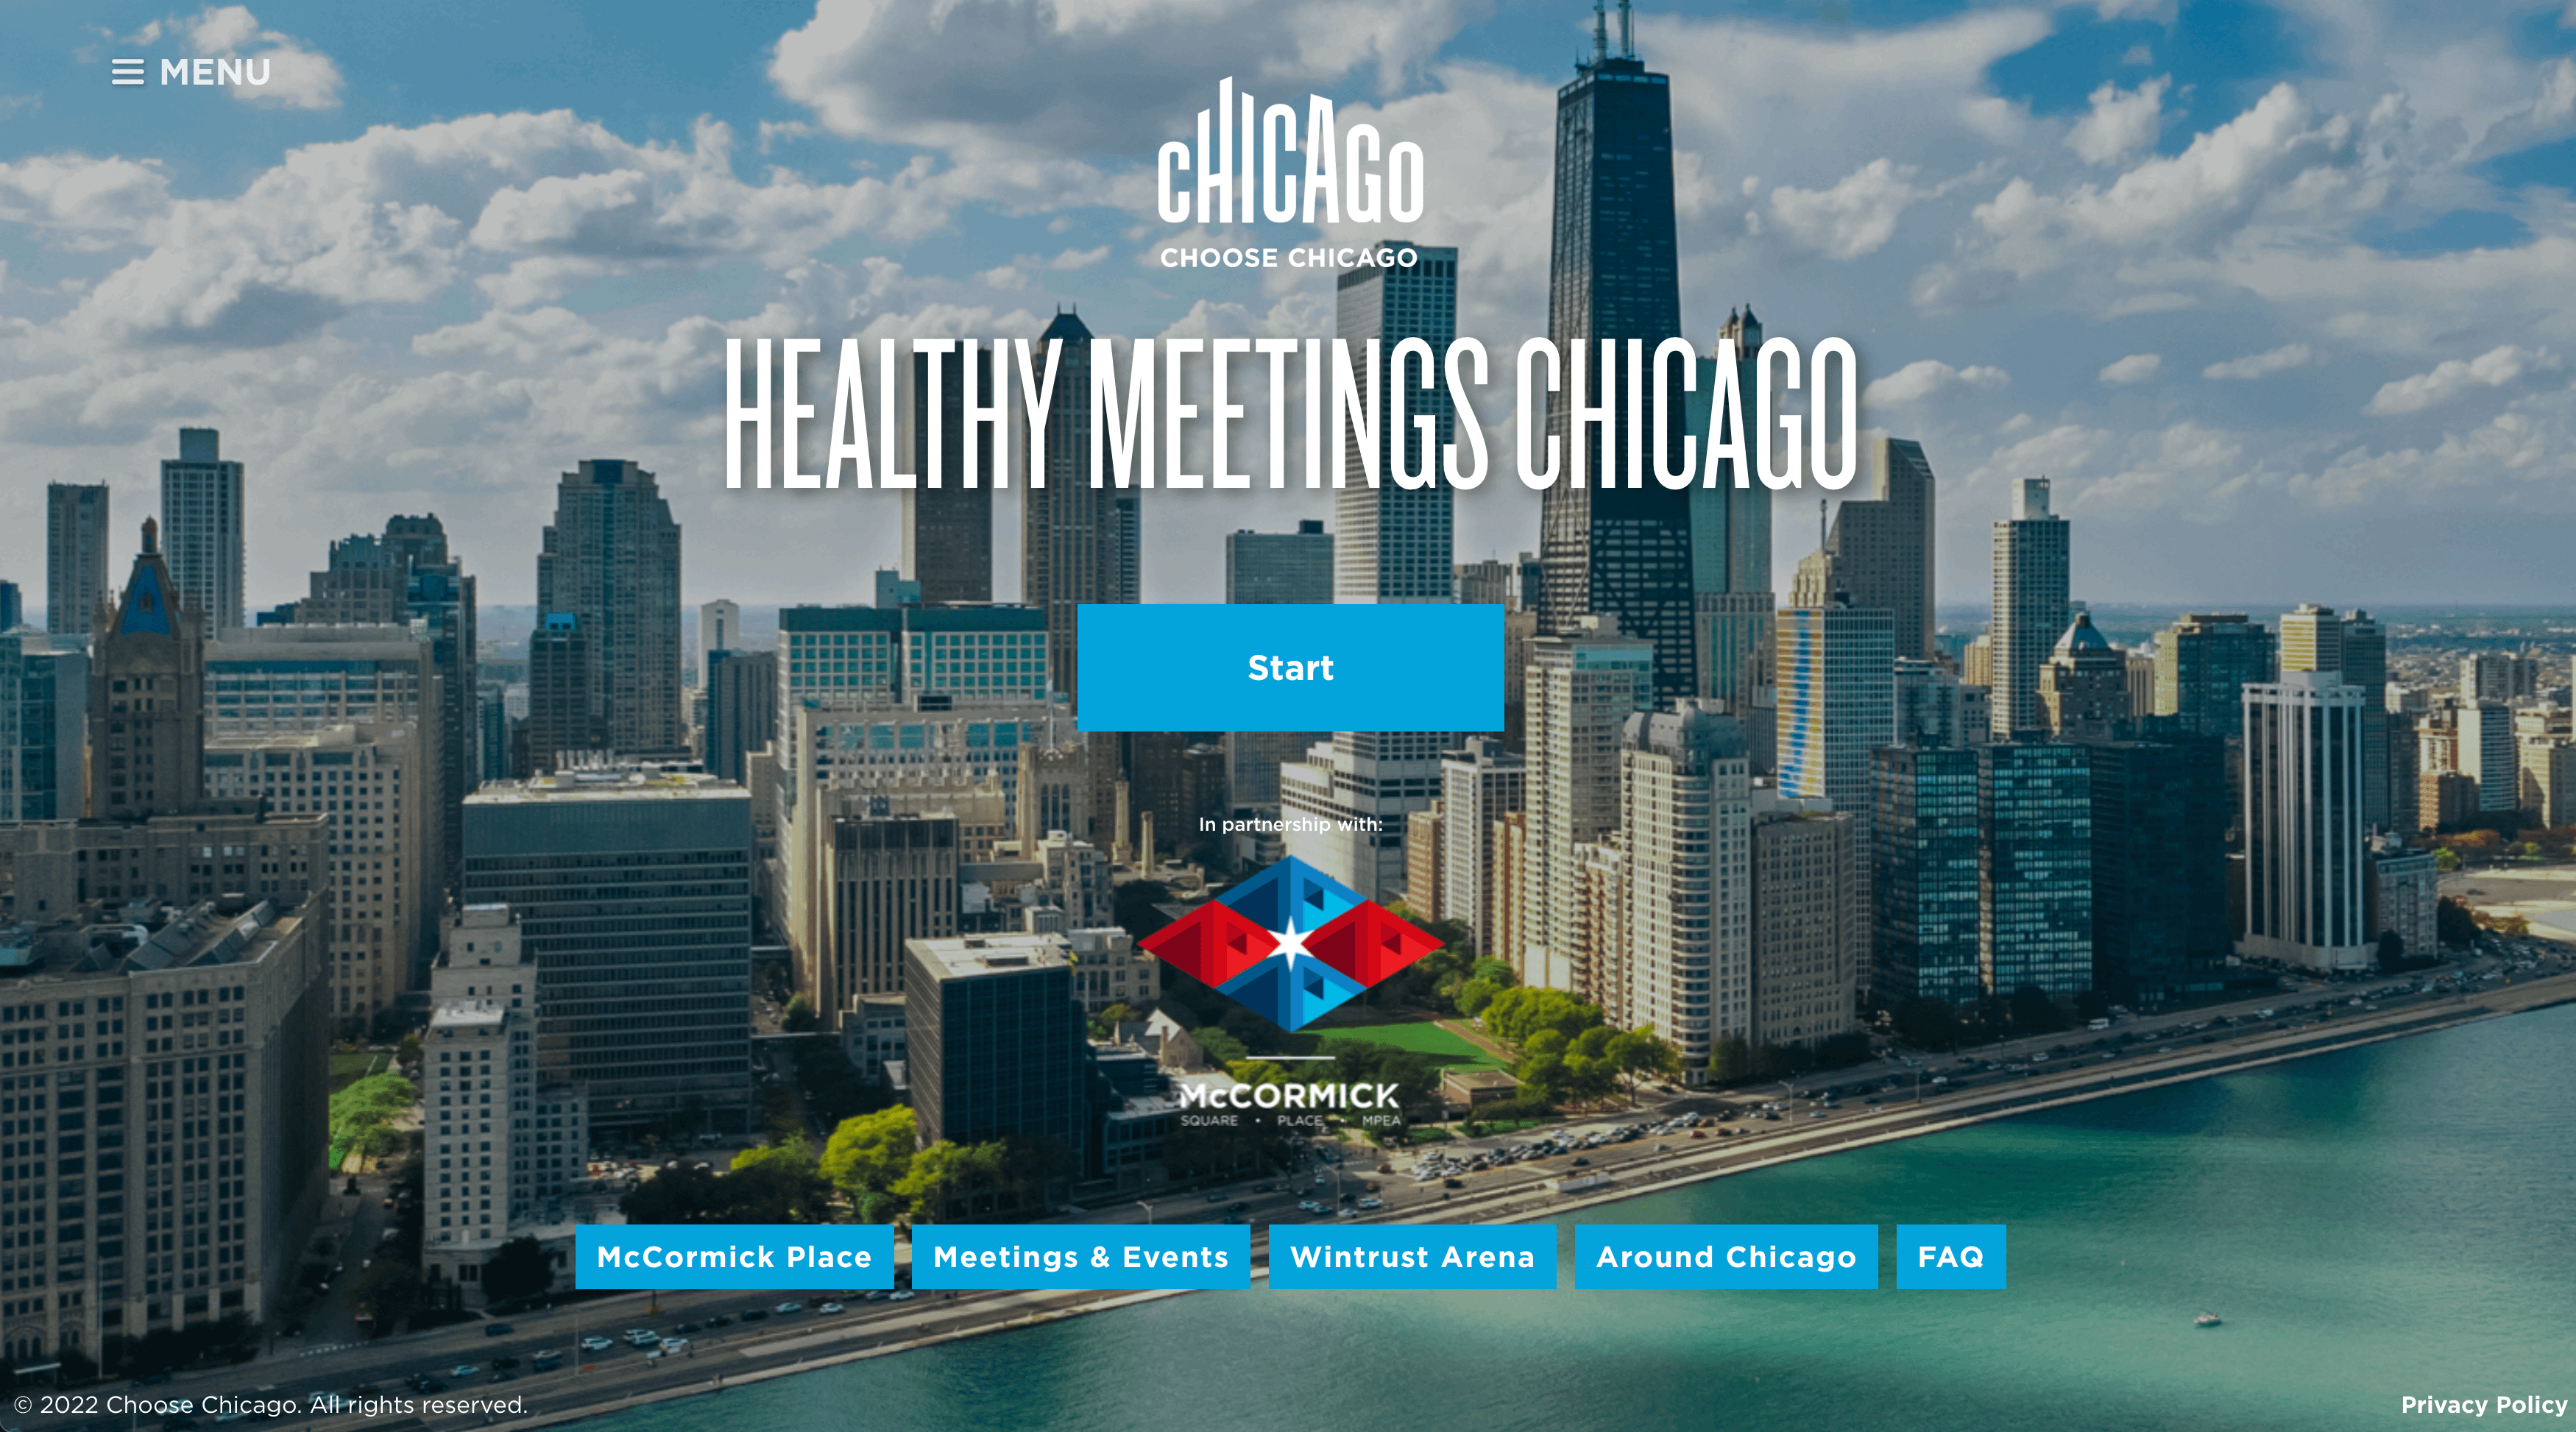 MENU
CHICAGO
CHOOSE CHICAGO
HEALTHY MEETINGS CHICAGO
Start
In partnership with:
McCORMICK
SQUARE • PLACE • MPEA
McCormick Place
Meetings & Events
Wintrust Arena
Around Chicago
FAQ
© 2022 Choose Chicago. All rights reserved.
Privacy Policy